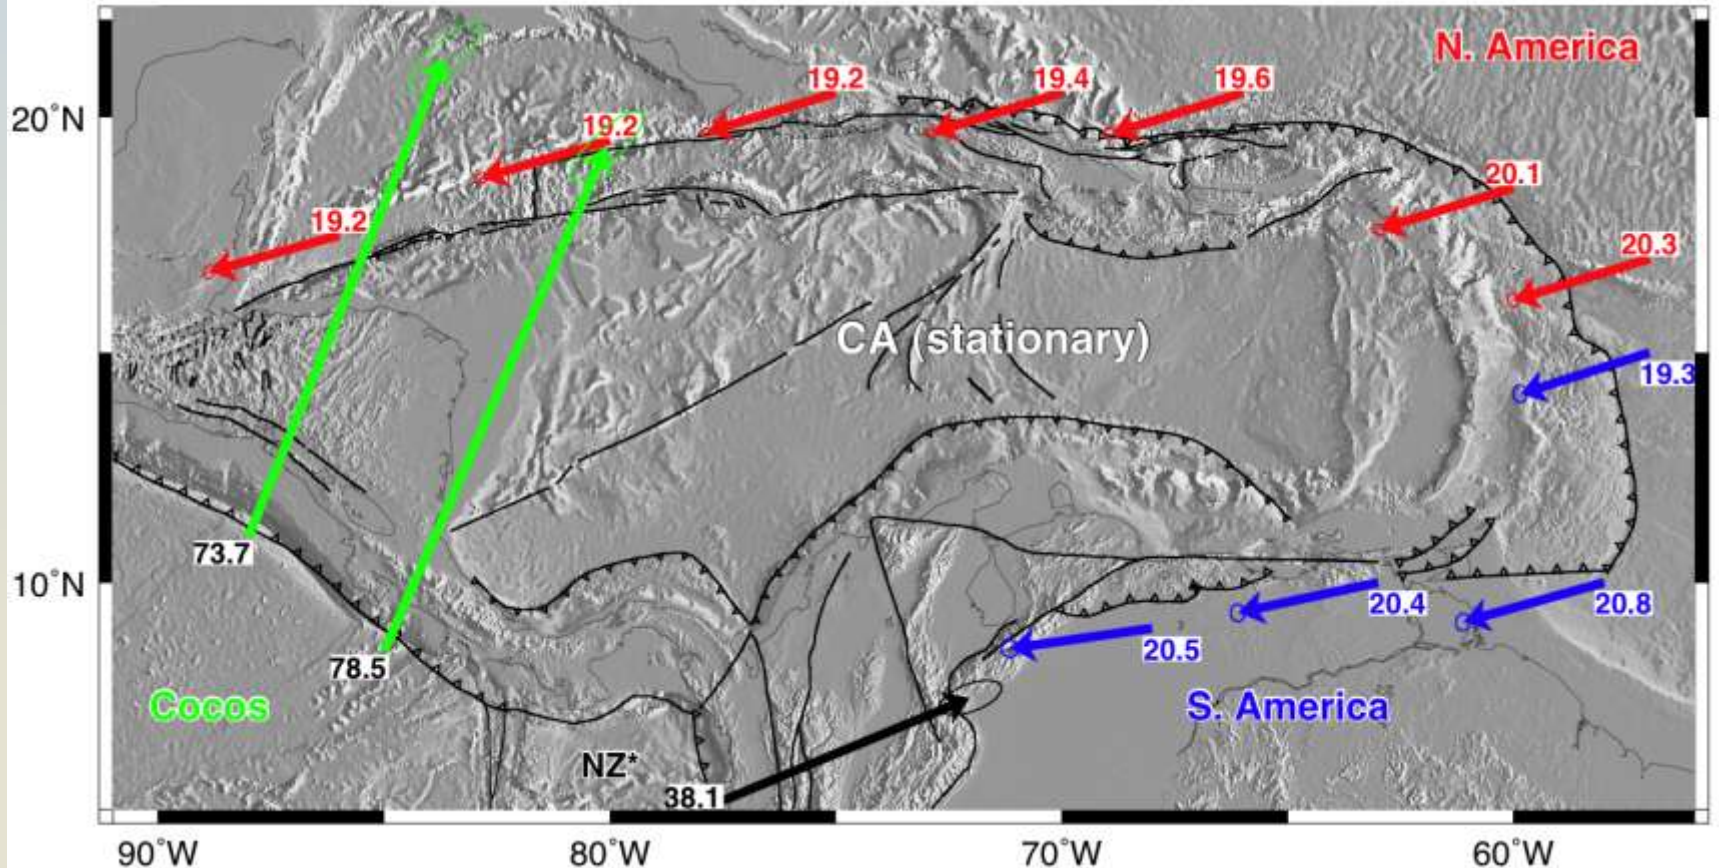 N. America
19.2
19.4
19.6
20°N
19.2
20.1
19.2
20.3
CA (stationary)
19.3
73.7
10°N
20.4
20.8
20.5
78.5
Cocos
S. America
NZ*
38.1
90°W
80°W
70°W
60°W